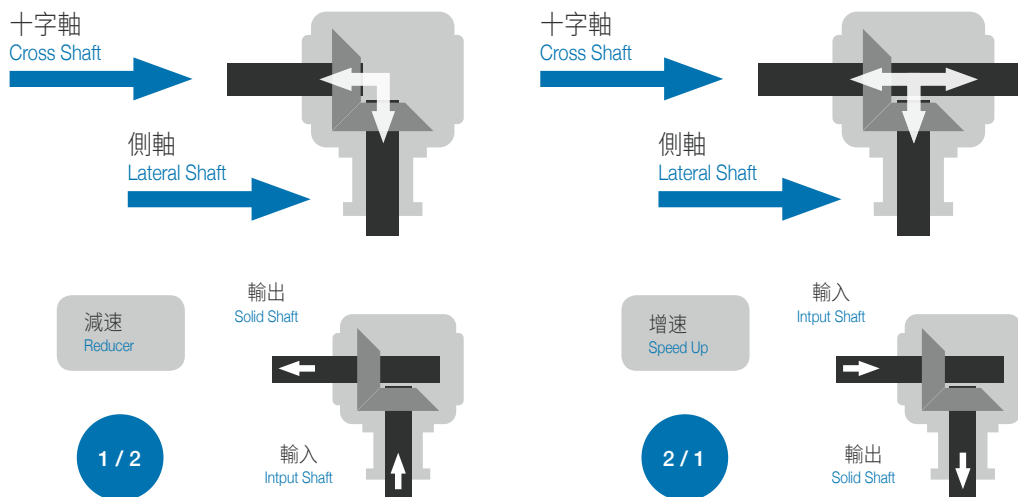 十字軸
Cross Shaft
側軸
Lateral Shaft
十字軸
Cross Shaft
側軸
Lateral Shaft
減速
Reducer
輸出
Solid Shaft
1 / 2
輸入
Intput Shaft
增速
Speed Up
輸入
Intput Shaft
2 / 1
輸出
Solid Shaft